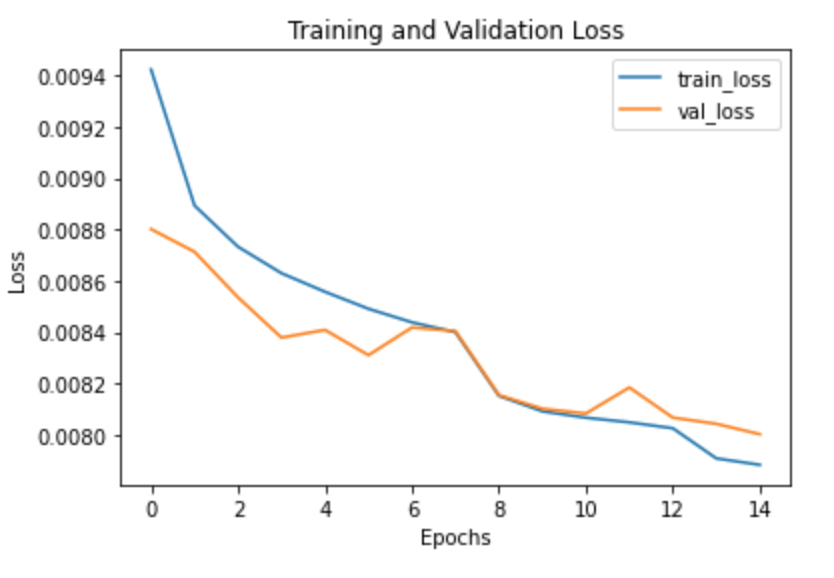 Training and Validation Loss
train_loss
val_loss
Loss
0.0094
0.0092
0.0090
0.0088
0.0086
0.0084
0.0082
0.0080
0 2 4 6 8 10 12 14
Epochs